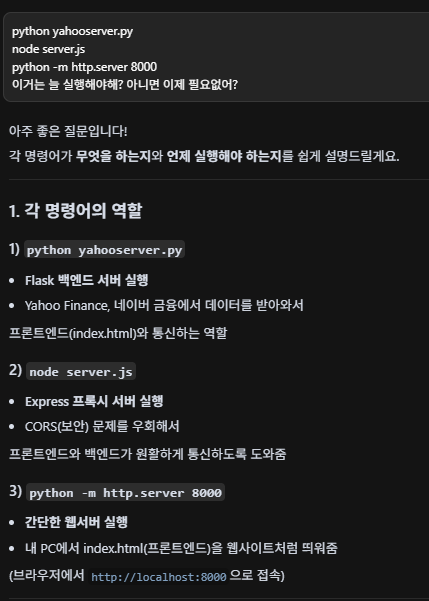 python yahooserver.py
node server.js
python -m http.server 8000
이거는 늘 실행해야해? 아니면 이제 필요없어?
아주 좋은 질문입니다!
각 명령어가 무엇을 하는지와 언제 실행해야 하는지를 쉽게 설명드릴게요.
1. 각 명령어의 역할
1) python yahooserver.py
• Flask 백엔드 서버 실행
• Yahoo Finance, 네이버 금융에서 데이터를 받아와서
프론트엔드(index.html)와 통신하는 역할
2) node server.js
• Express 프록시 서버 실행
• CORS(보안) 문제를 우회해서
프론트엔드와 백엔드가 원활하게 통신하도록 도와줌
3) python -m http.server 8000
• 간단한 웹서버 실행
• 내 PC에서 index.html(프론트엔드)을 웹사이트처럼 띄워줌
(브라우저에서 http://localhost:8000 으로 접속)